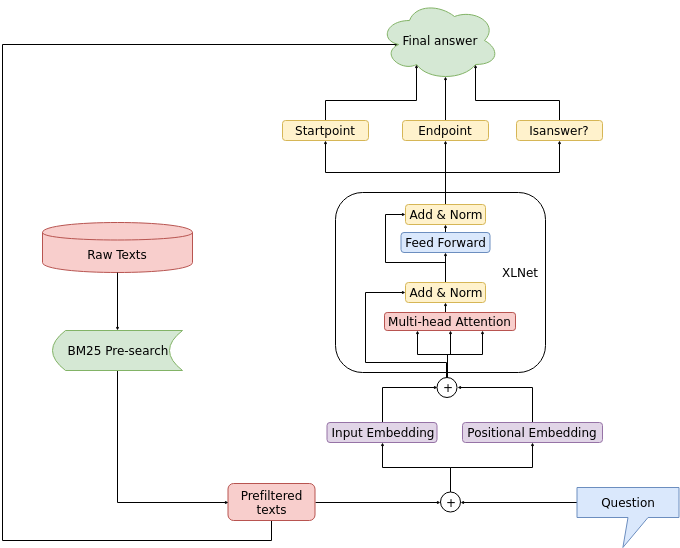 Final answer
Startpoint
Endpoint
Isanswer?
Add & Norm
Feed Forward
Raw Texts
XLNet
Add & Norm
Multi-head Attention
BM25 Pre-search
+
Input Embedding
Positional Embedding
Prefiltered
texts
+
Question